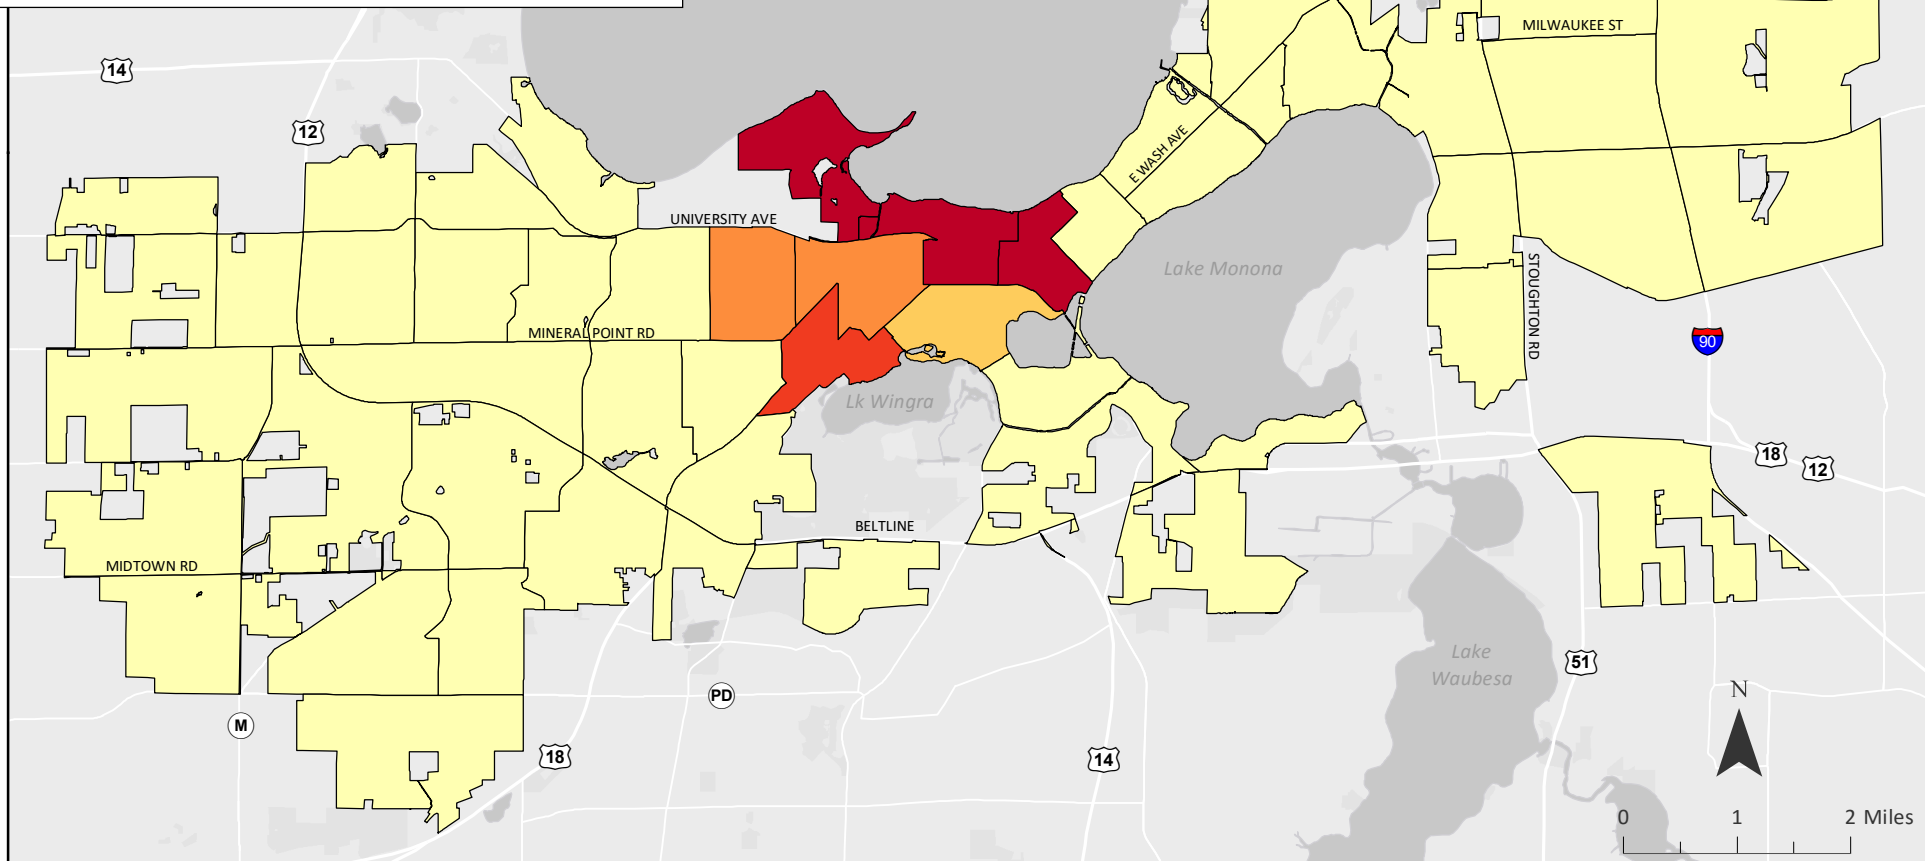 MILWAUKEE ST
14
12
E WASH AVE
UNIVERSITY AVE
Lake Monona
STOUGHTON RD
MINERAL POINT RD
90
Lk Wingra
18
12
BELTLINE
MIDTOWN RD
Lake
Waubesa
51
N
PD
M
18
14
0 1 2 Miles